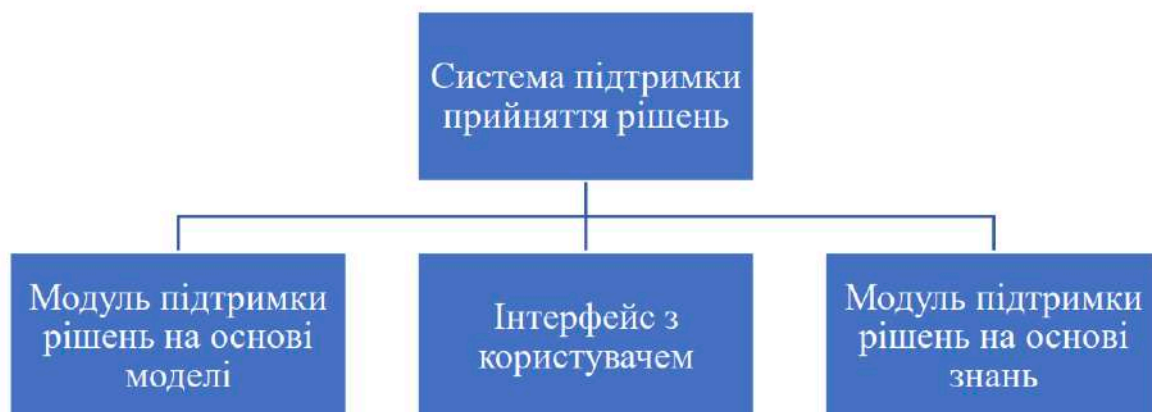 Система підтримки
прийняття рішень
Модуль підтримки
рішень на основі
моделі
Інтерфейс з
користувачем
Модуль підтримки
рішень на основі
знань